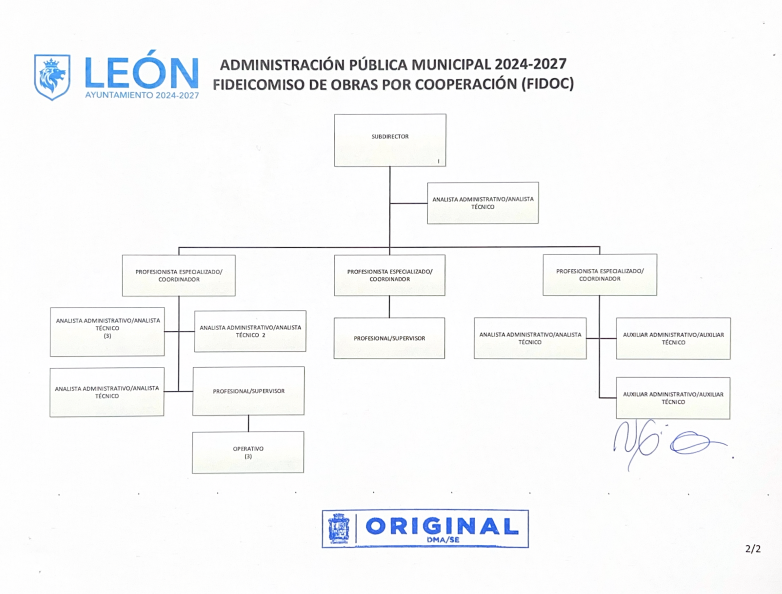 LEÓN
AYUNTAMIENTO 2024-2027
ADMINISTRACIÓN PÚBLICA MUNICIPAL 2024-2027
FIDEICOMISO DE OBRAS POR COOPERACIÓN (FIDOC)
SUBDIRECTOR
1
ANALISTA ADMINISTRATIVO/ANALISTA
TÉCNICO
PROFESIONISTA ESPECIALIZADO/
COORDINADOR
PROFESIONISTA ESPECIALIZADO/
COORDINADOR
PROFESIONISTA ESPECIALIZADO/
COORDINADOR
ANALISTA ADMINISTRATIVO/ANALISTA
TÉCNICO
(3)
ANALISTA ADMINISTRATIVO/ANALISTA
TÉCNICO 2
PROFESIONAL/SUPERVISOR
ANALISTA ADMINISTRATIVO/ANALISTA
TÉCNICO
AUXILIAR ADMINISTRATIVO/AUXILIAR
TÉCNICO
ANALISTA ADMINISTRATIVO/ANALISTA
TÉCNICO
PROFESIONAL/SUPERVISOR
AUXILIAR ADMINISTRATIVO/AUXILIAR
TÉCNICO
OPERATIVO
(3)
ORIGINAL
DMA/SE
2/2